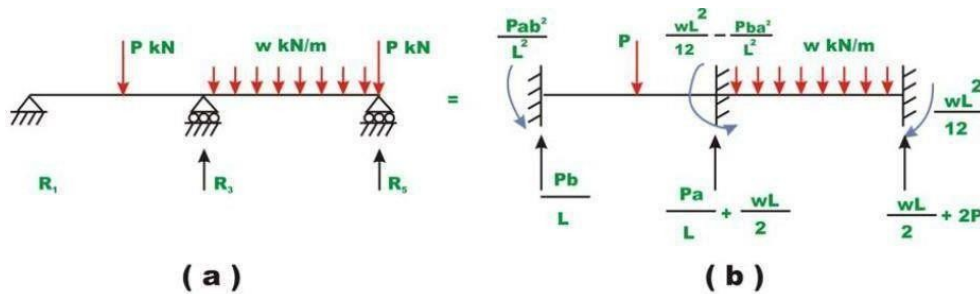 P kN
P kN
w kN/m
R₁
R₃
R₅
=
( a )
Pab²/L²
P
wL²/12 − Pba²/L²
w kN/m
wL²/12
Pb/L
Pa/L + wL/2
wL/2 + 2P
( b )